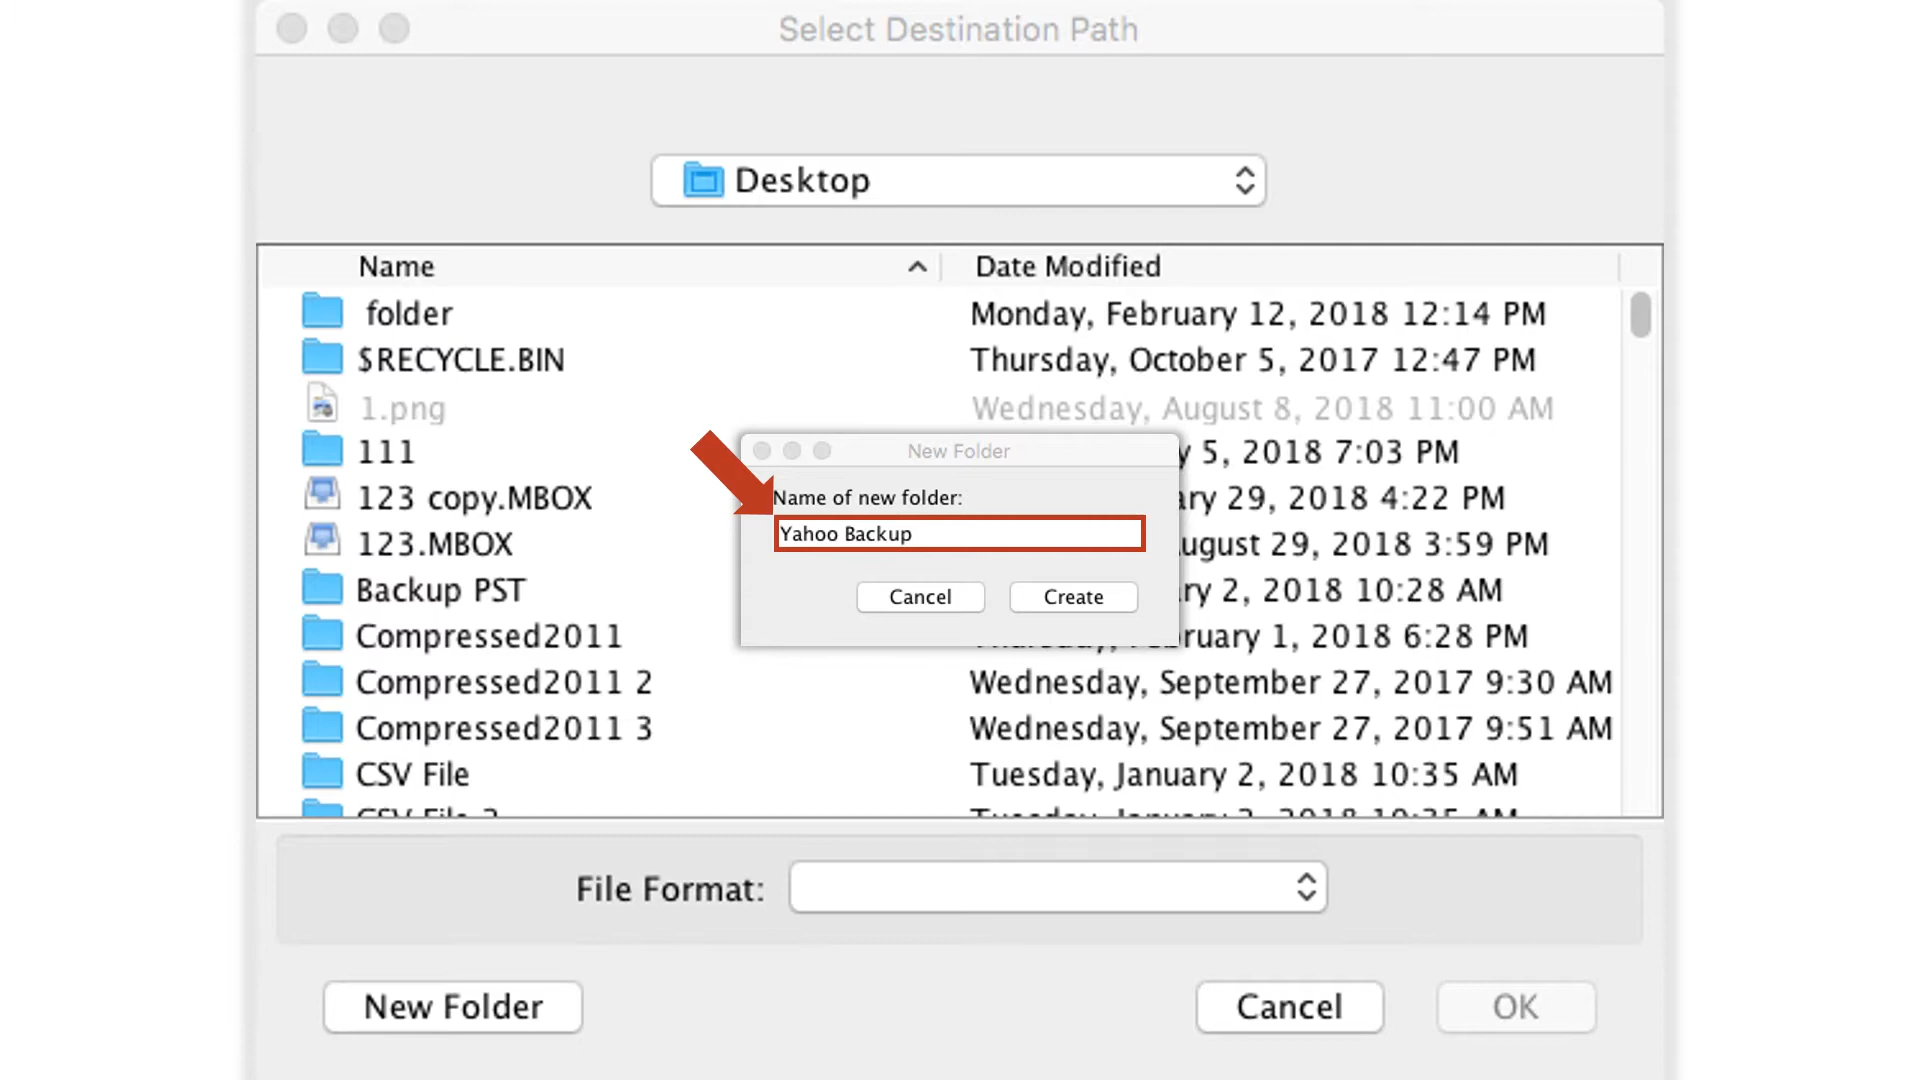 Select Destination Path
Desktop
Name Date Modified
folder Monday, February 12, 2018 12:14 PM
$RECYCLE.BIN Thursday, October 5, 2017 12:47 PM
1.png Wednesday, August 8, 2018 11:00 AM
111 5, 2018 7:03 PM
123 copy.MBOX 29, 2018 4:22 PM
123.MBOX 29, 2018 3:59 PM
Backup PST 2, 2018 10:28 AM
Compressed2011 1, 2018 6:28 PM
Compressed2011 2 Wednesday, September 27, 2017 9:30 AM
Compressed2011 3 Wednesday, September 27, 2017 9:51 AM
CSV File Tuesday, January 2, 2018 10:35 AM
New Folder
Name of new folder:
Yahoo Backup
Cancel Create
File Format:
New Folder Cancel OK